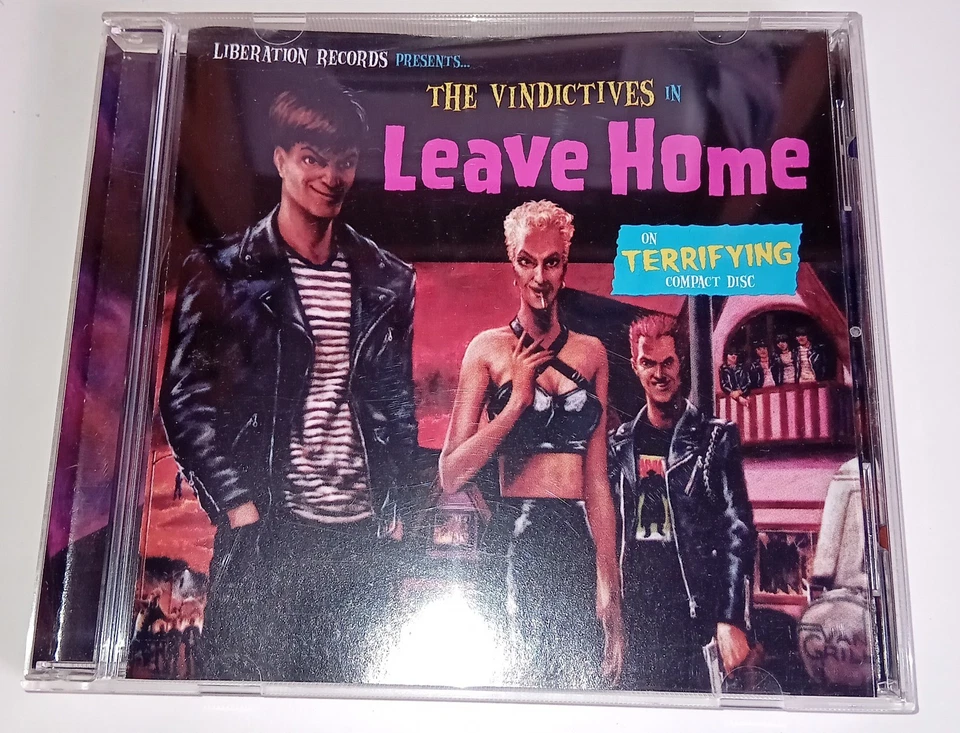 LIBERATION RECORDS PRESENTS...
THE VINDICTIVES IN
Leave Home
ON
TERRIFYING
COMPACT DISC